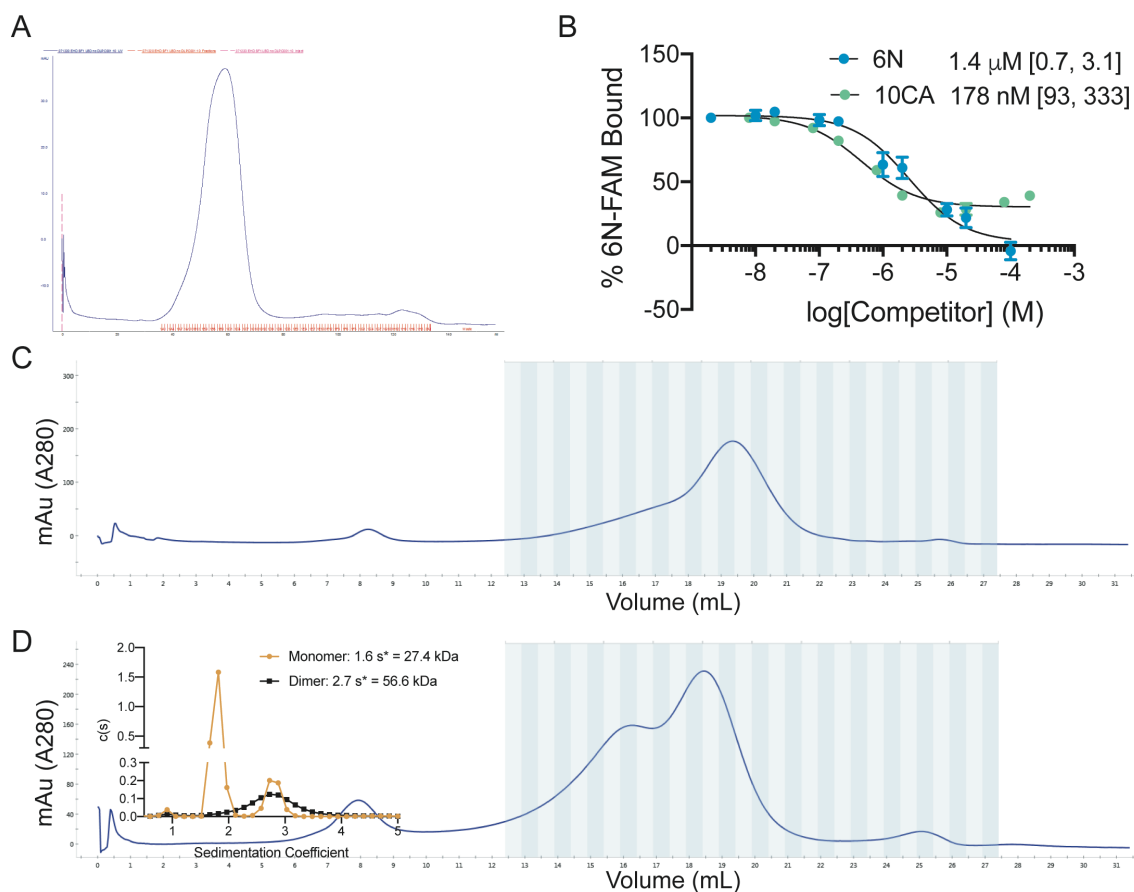 A
B
150
100
50
0
-50
% 6N-FAM Bound
6N 1.4 μM [0.7, 3.1]
10CA 178 nM [93, 333]
-8 -7 -6 -5 -4 -3
log[Competitor] (M)
C
mAu (A280)
300
200
100
0
0 1 2 3 4 5 6 7 8 9 10 11 12 13 14 15 16 17 18 19 20 21 22 23 24 25 26 27 28 29 30 31
Volume (mL)
D
mAu (A280)
240
200
160
120
80
40
0
c(s)
2.0
1.5
1.0
0.5
0.3
0.2
0.1
0.0
Monomer: 1.6 s* = 27.4 kDa
Dimer: 2.7 s* = 56.6 kDa
1 2 3 4 5
Sedimentation Coefficient
0 1 2 3 4 5 6 7 8 9 10 11 12 13 14 15 16 17 18 19 20 21 22 23 24 25 26 27 28 29 30 31
Volume (mL)